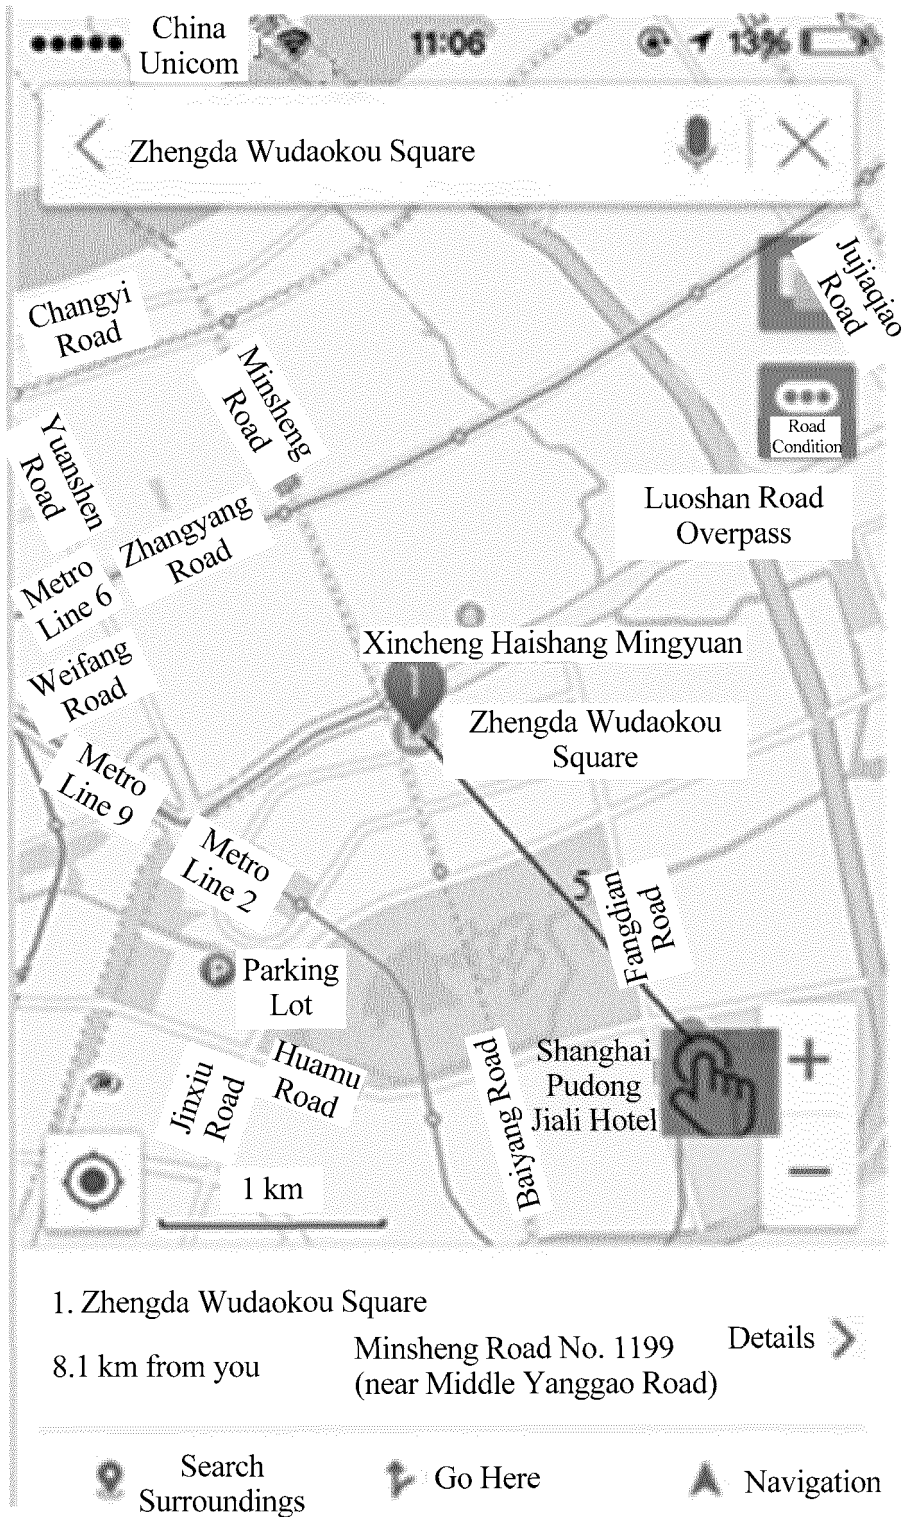 China
Unicom
11:06
13%
Zhengda Wudaokou Square
Jujiaqiao
Road
Changyi
Road
Minsheng
Road
Road
Condition
Yuanshen
Road
Luoshan Road
Overpass
Zhangyang
Road
Metro
Line 6
Xincheng Haishang Mingyuan
Weifang
Road
1
Zhengda Wudaokou
Square
Metro
Line 9
Metro
Line 2
5
Fangdian
Road
P
Parking
Lot
Huamu
Road
Jinxiu
Road
Baiyang Road
Shanghai
Pudong
Jiali Hotel
+
−
1 km
1. Zhengda Wudaokou Square
8.1 km from you
Minsheng Road No. 1199
(near Middle Yanggao Road)
Details
Search
Surroundings
Go Here
Navigation